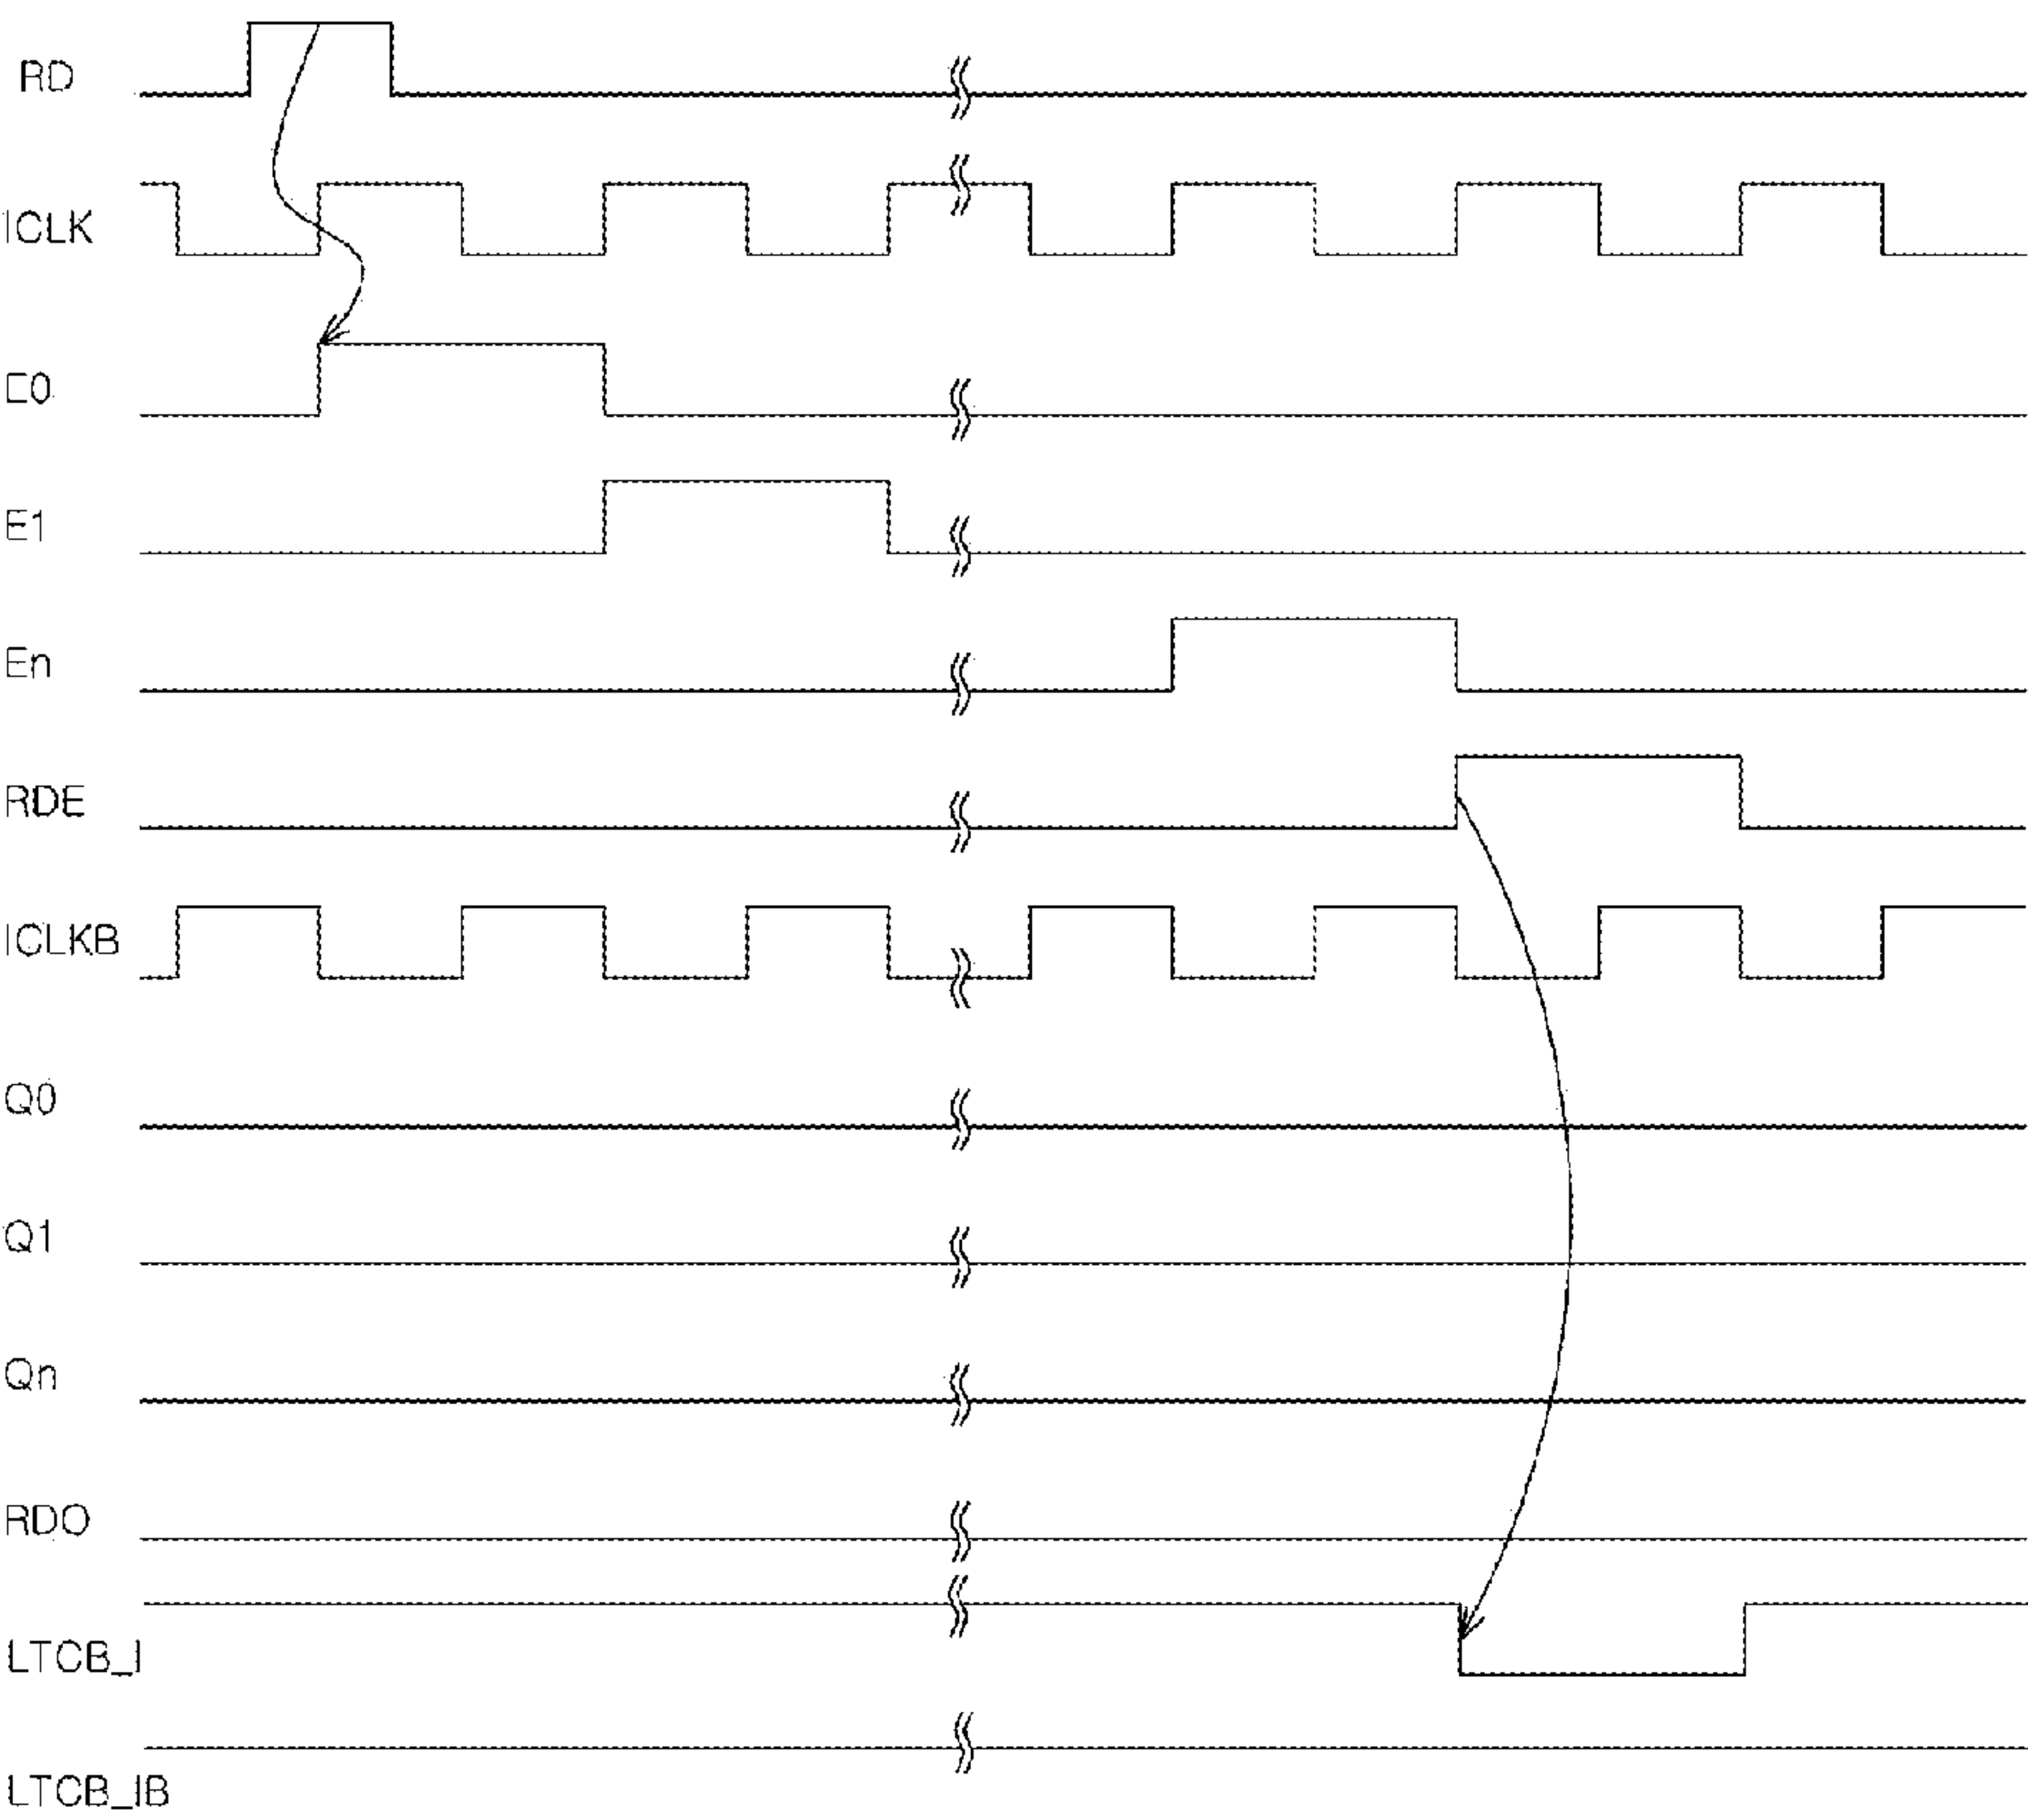 RD
ICLK
E0
E1
En
RDE
ICLKB
Q0
Q1
Qn
RDO
LTCB_I
LTCB_IB